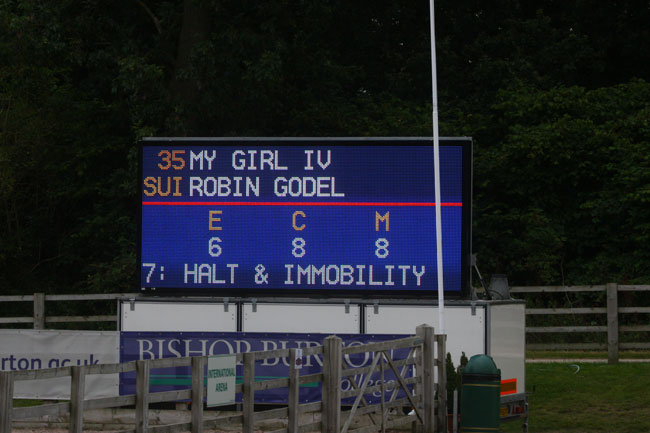 35 MY GIRL IV
SUI ROBIN GODEL
E C M
6 8 8
7: HALT & IMMOBILITY
rton.ac.uk
BISHOP BUR
INTERNATIONAL
ARENA